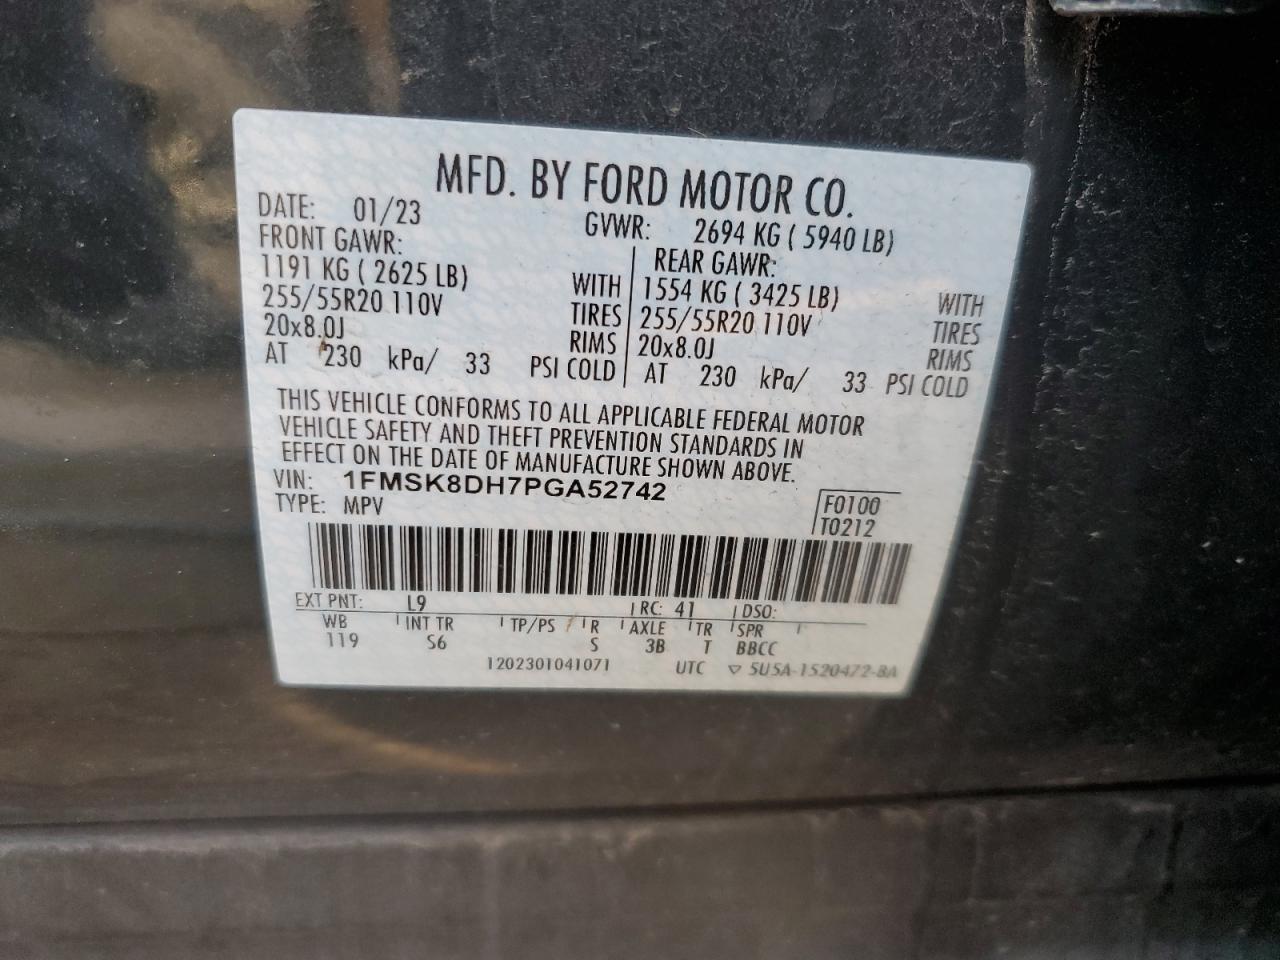 MFD. BY FORD MOTOR CO.
DATE: 01/23 GVWR: 2694 KG ( 5940 LB)
FRONT GAWR: REAR GAWR:
1191 KG ( 2625 LB) WITH 1554 KG ( 3425 LB) WITH
255/55R20 110V TIRES 255/55R20 110V TIRES
20x8.0J RIMS 20x8.0J RIMS
AT 230 kPa/ 33 PSI COLD AT 230 kPa/ 33 PSI COLD
THIS VEHICLE CONFORMS TO ALL APPLICABLE FEDERAL MOTOR
VEHICLE SAFETY AND THEFT PREVENTION STANDARDS IN
EFFECT ON THE DATE OF MANUFACTURE SHOWN ABOVE.
VIN: 1FMSK8DH7PGA52742
TYPE: MPV F0100
T0212
EXT PNT: L9 RC: 41 DSO:
WB INT TR TP/PS R AXLE TR SPR
119 S6 S 3B T BBCC
1202301041071 UTC ▽ 5U5A-1520472-BA